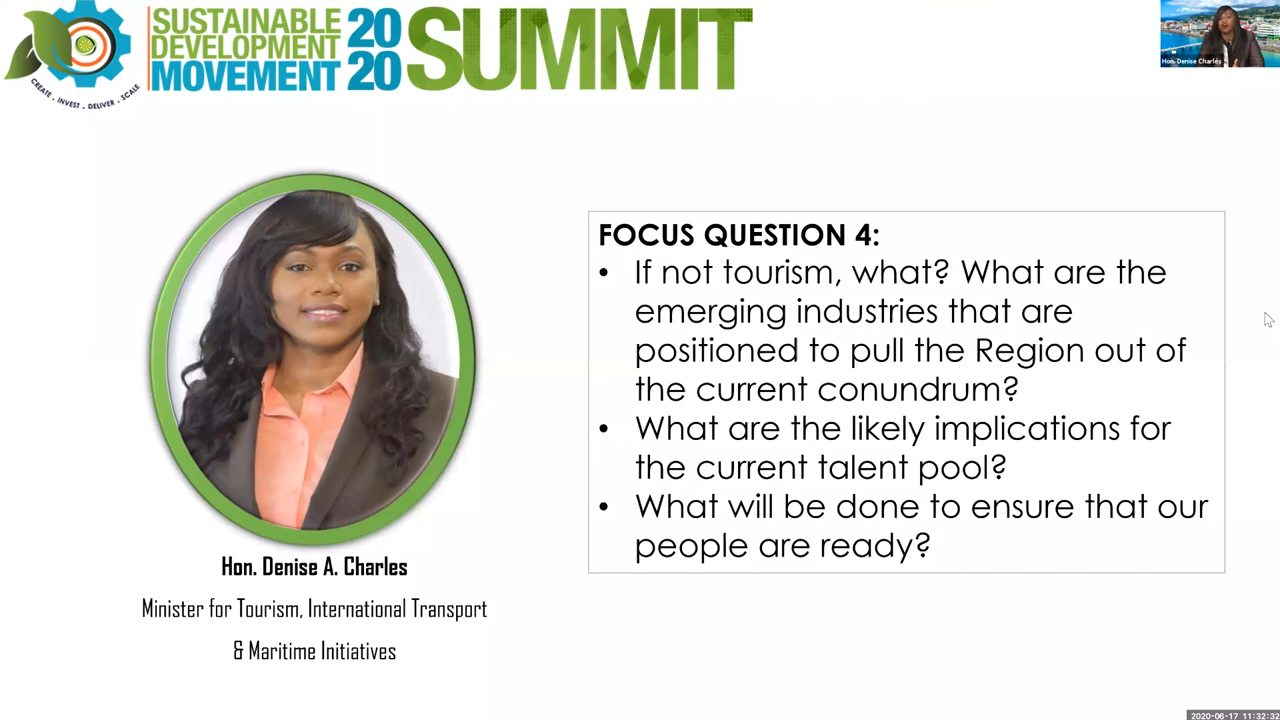 SUSTAINABLE
DEVELOPMENT
MOVEMENT
2020
SUMMIT
CREATE . INVEST . DELIVER . SCALE
Hon. Denise Charles
FOCUS QUESTION 4:
• If not tourism, what? What are the
emerging industries that are
positioned to pull the Region out of
the current conundrum?
• What are the likely implications for
the current talent pool?
• What will be done to ensure that our
people are ready?
Hon. Denise A. Charles
Minister for Tourism, International Transport
& Maritime Initiatives
2020-06-17 11:32:32